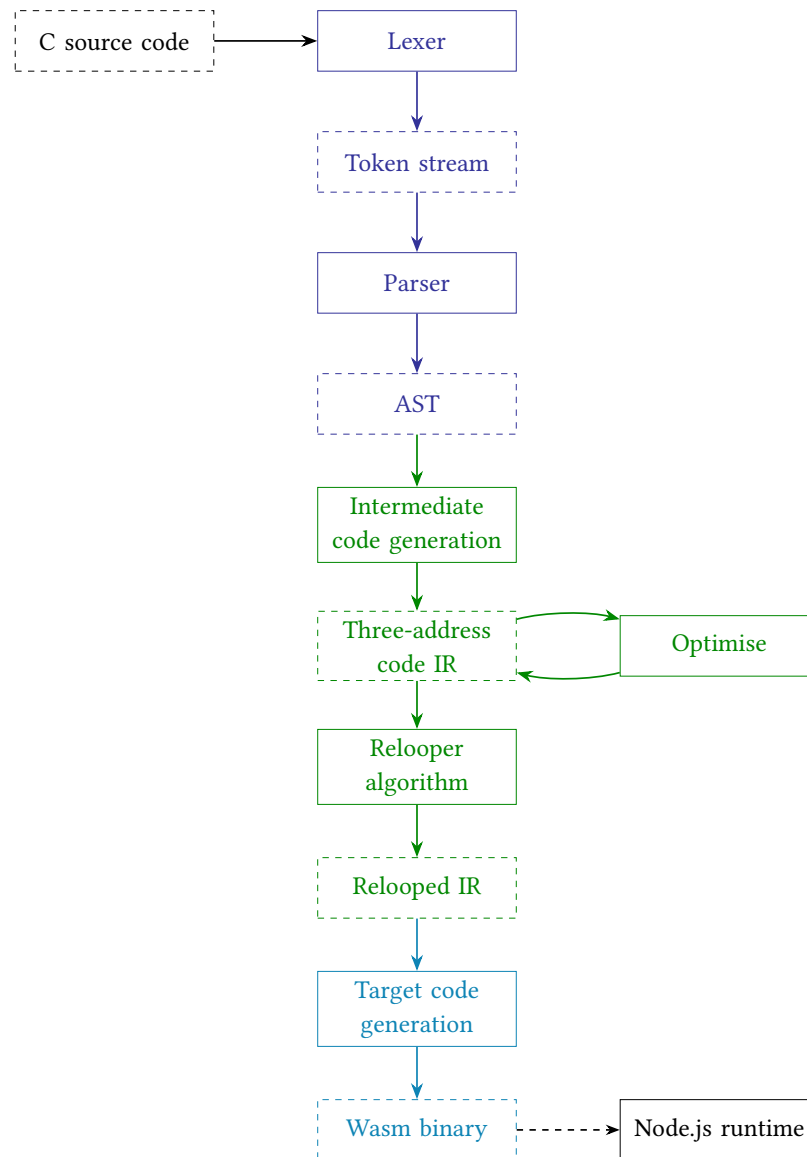 C source code
Lexer
Token stream
Parser
AST
Intermediate
code generation
Three-address
code IR
Optimise
Relooper
algorithm
Relooped IR
Target code
generation
Wasm binary
Node.js runtime